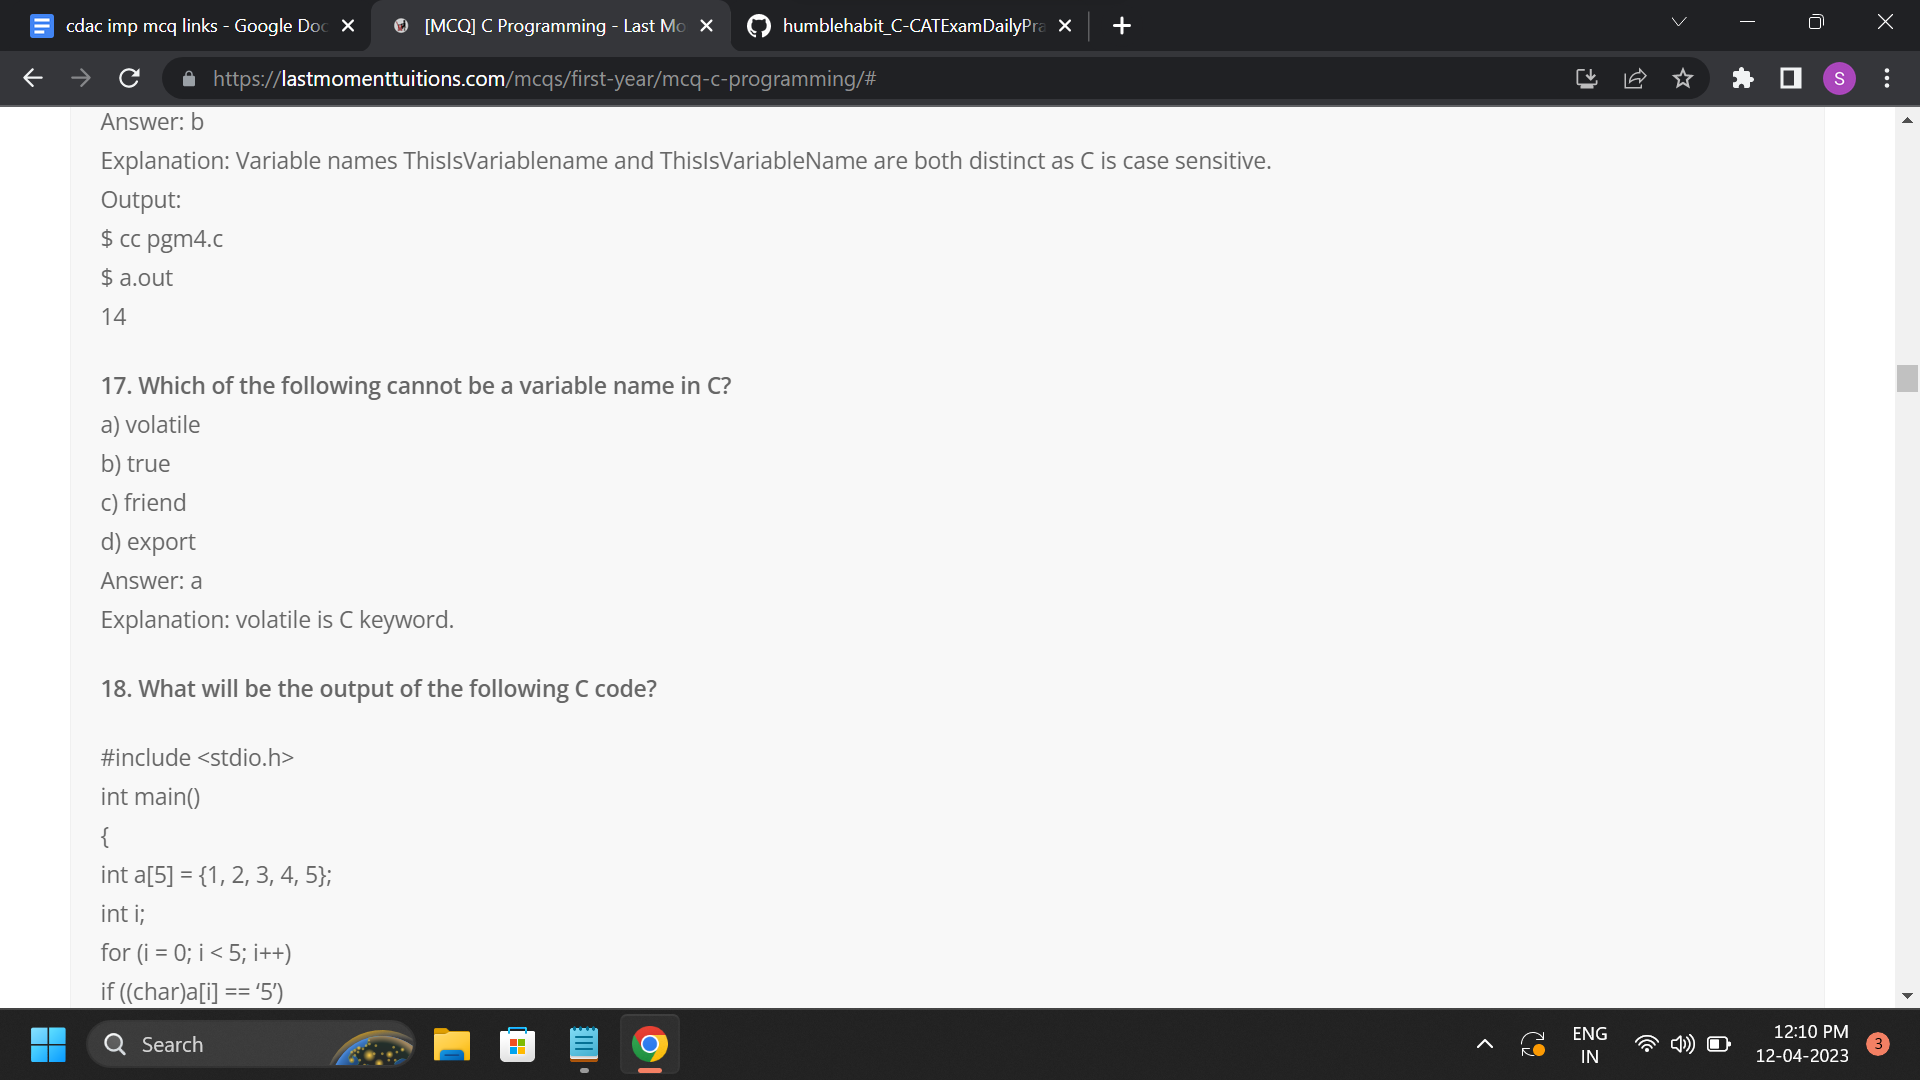 cdac imp mcq links - Google Doc
[MCQ] C Programming - Last Mo
humblehabit_C-CATExamDailyPra
https://lastmomenttuitions.com/mcqs/first-year/mcq-c-programming/#
S
Answer: b
Explanation: Variable names ThisIsVariablename and ThisIsVariableName are both distinct as C is case sensitive.
Output:
$ cc pgm4.c
$ a.out
14
17. Which of the following cannot be a variable name in C?
a) volatile
b) true
c) friend
d) export
Answer: a
Explanation: volatile is C keyword.
18. What will be the output of the following C code?
#include <stdio.h>
int main()
{
int a[5] = {1, 2, 3, 4, 5};
int i;
for (i = 0; i < 5; i++)
if ((char)a[i] == ‘5’)
Search
ENG
IN
12:10 PM
12-04-2023
3